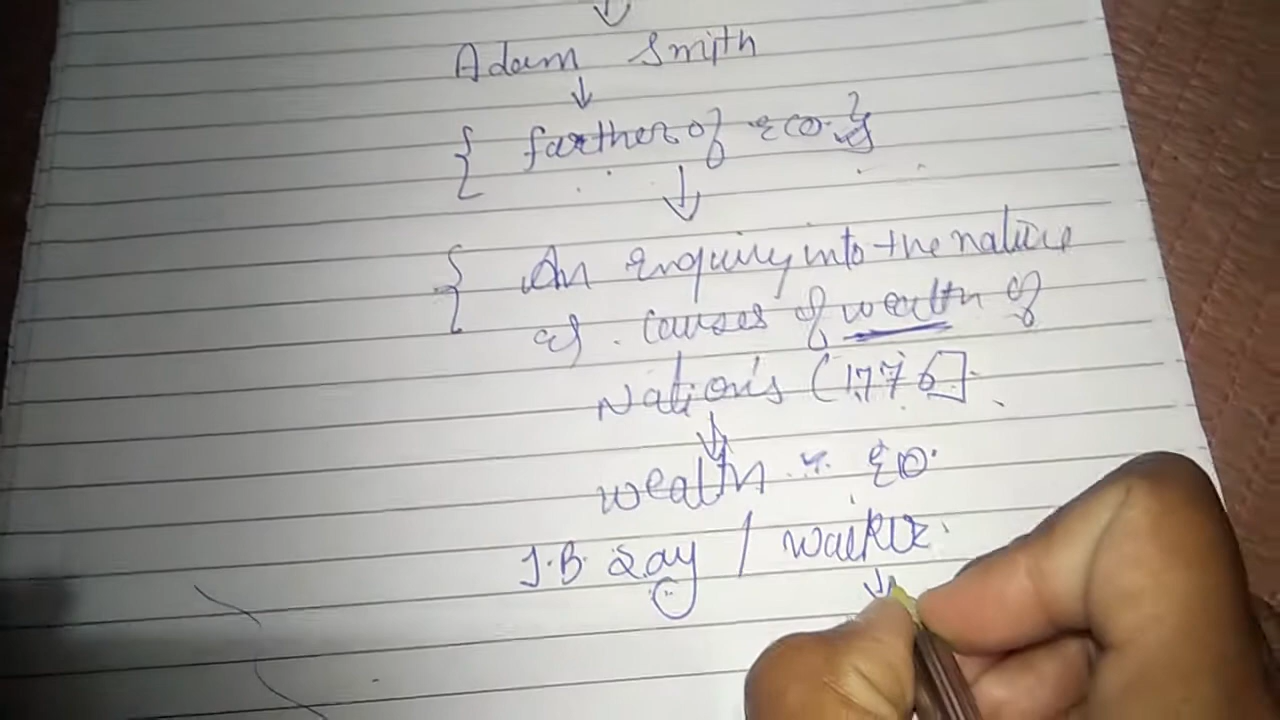 Adam Smith
{ farther of eco. }
{ An enquiry into the nature
of causes of wealth of
Nation's (1776]
wealth eco.
J.B. Say / walker.